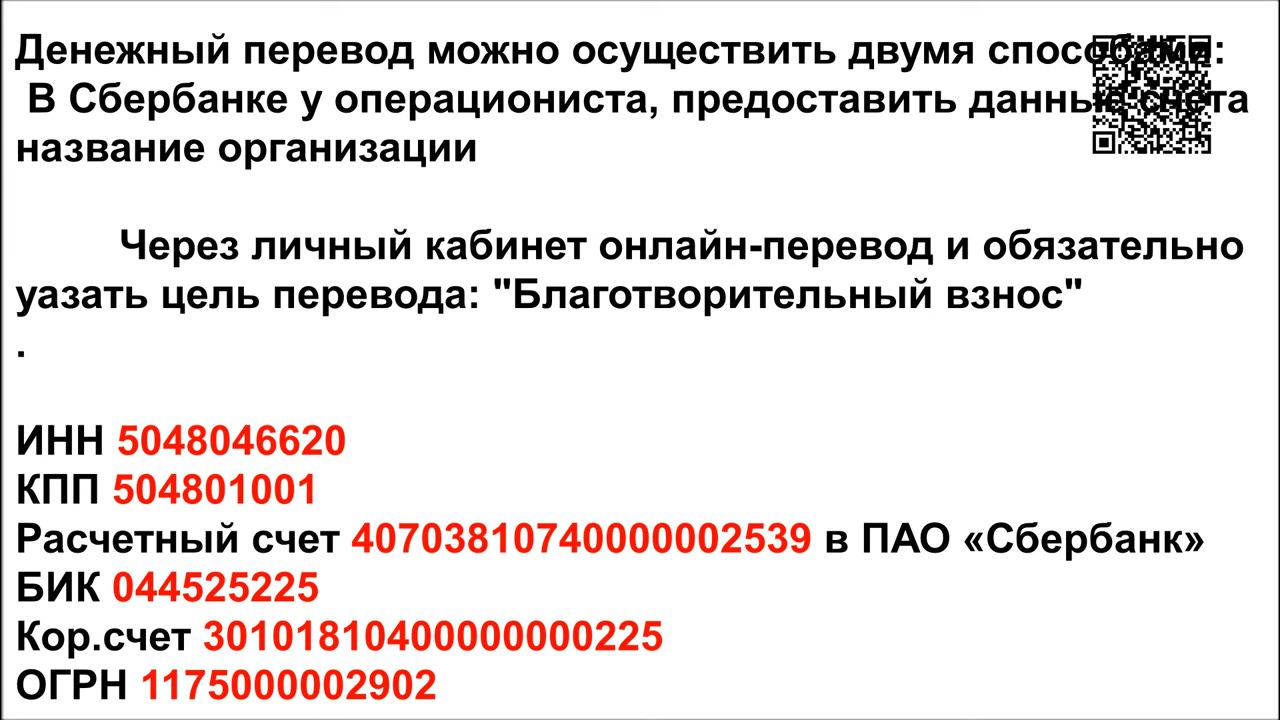 Денежный перевод можно осуществить двумя способами:
В Сбербанке у операциониста, предоставить данные счета
название организации
Через личный кабинет онлайн-перевод и обязательно
уазать цель перевода: "Благотворительный взнос"
.
ИНН 5048046620
КПП 504801001
Расчетный счет 40703810740000002539 в ПАО «Сбербанк»
БИК 044525225
Кор.счет 30101810400000000225
ОГРН 1175000002902